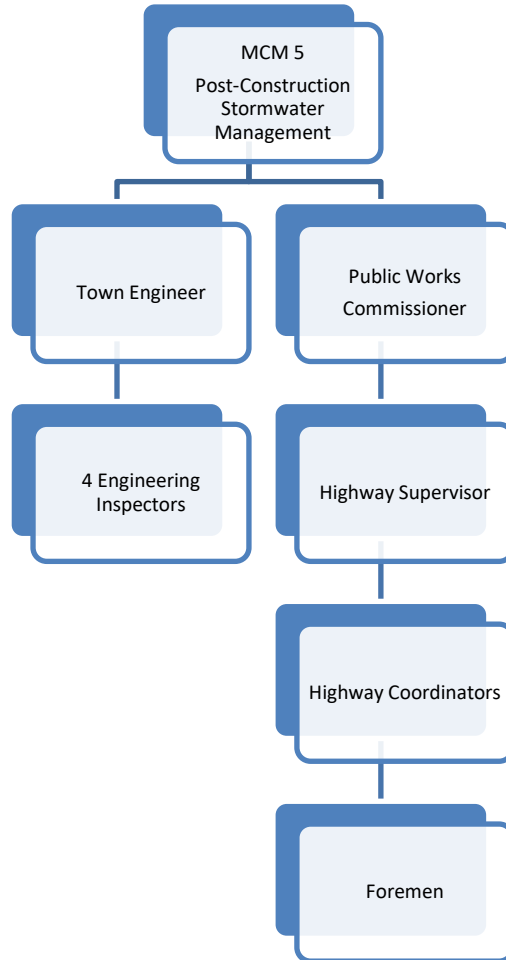 MCM 5
Post-Construction
Stormwater
Management
Town Engineer
Public Works
Commissioner
4 Engineering
Inspectors
Highway Supervisor
Highway Coordinators
Foremen